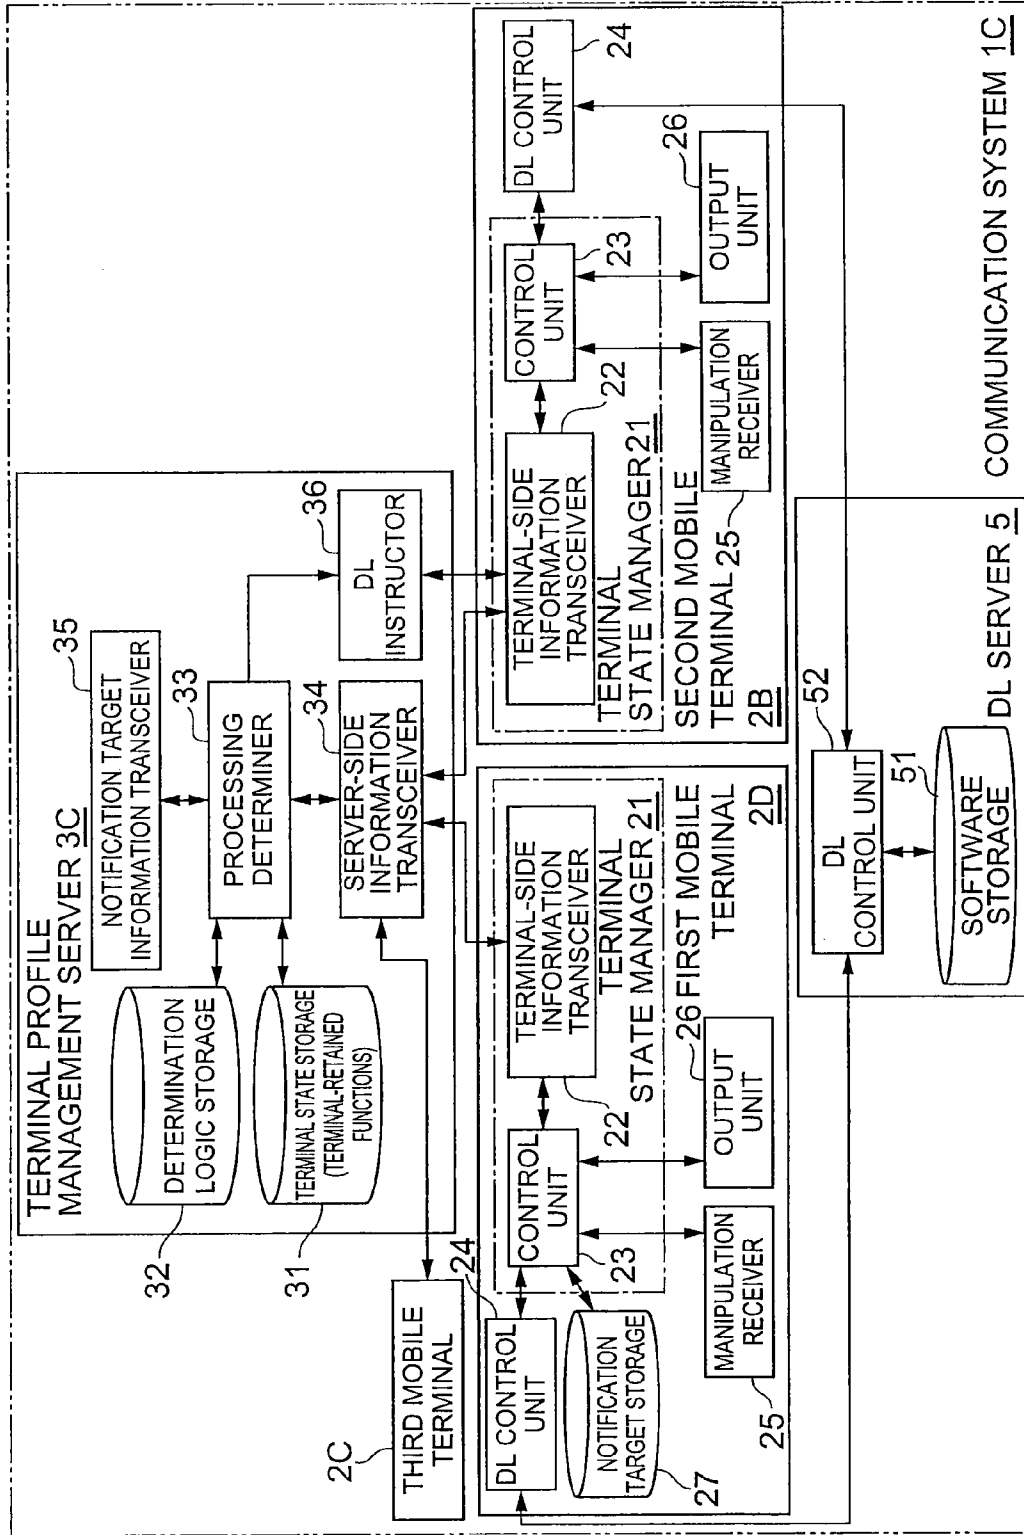 COMMUNICATION SYSTEM 1C
TERMINAL PROFILE
MANAGEMENT SERVER 3C
35
NOTIFICATION TARGET
INFORMATION TRANSCEIVER
32
DETERMINATION
LOGIC STORAGE
33
PROCESSING
DETERMINER
36
DL
INSTRUCTOR
31
TERMINAL STATE STORAGE
(TERMINAL-RETAINED
FUNCTIONS)
34
SERVER-SIDE
INFORMATION
TRANSCEIVER
2C
THIRD MOBILE
TERMINAL
24
DL CONTROL
UNIT
CONTROL
UNIT
23
TERMINAL-SIDE
INFORMATION
TRANSCEIVER
22
TERMINAL
STATE MANAGER 21
NOTIFICATION
TARGET STORAGE
27
MANIPULATION
RECEIVER
25
OUTPUT
UNIT
26
FIRST MOBILE
TERMINAL
2D
TERMINAL-SIDE
INFORMATION
TRANSCEIVER
22
CONTROL
UNIT
23
DL CONTROL
UNIT
24
TERMINAL
STATE MANAGER 21
SECOND MOBILE
TERMINAL
2B
MANIPULATION
RECEIVER
25
OUTPUT
UNIT
26
DL
CONTROL UNIT
52
SOFTWARE
STORAGE
51
DL SERVER 5